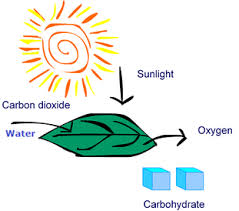 Sunlight
Carbon dioxide
Water
Oxygen
Carbohydrate